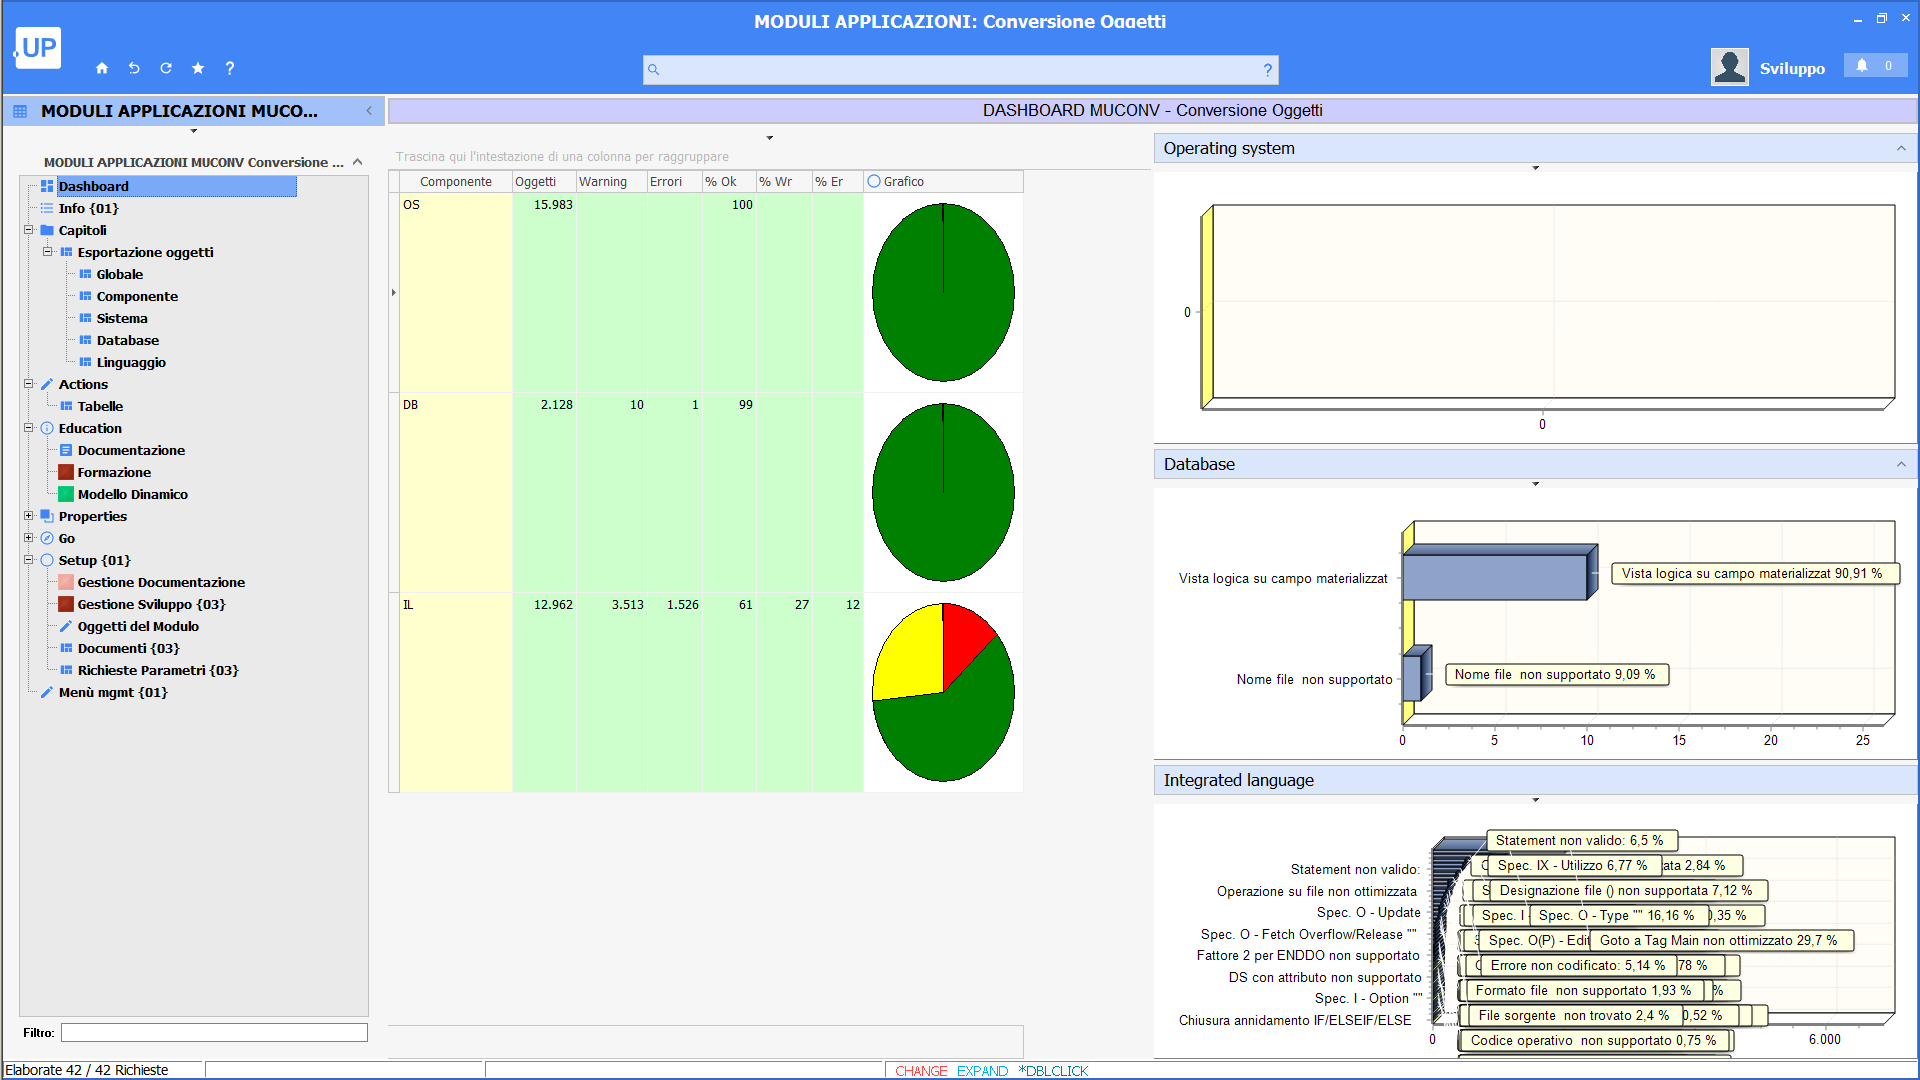 MODULI APPLICAZIONI: Conversione Oggetti
.UP
?
?
Sviluppo
0
MODULI APPLICAZIONI MUCO...
DASHBOARD MUCONV - Conversione Oggetti
MODULI APPLICAZIONI MUCONV Conversione ...
Dashboard
Info {01}
Capitoli
Esportazione oggetti
Globale
Componente
Sistema
Database
Linguaggio
Actions
Tabelle
Education
Documentazione
Formazione
Modello Dinamico
Properties
Go
Setup {01}
Gestione Documentazione
Gestione Sviluppo {03}
Oggetti del Modulo
Documenti {03}
Richieste Parametri {03}
Menù mgmt {01}
Filtro:
Trascina qui l'intestazione di una colonna per raggruppare
Componente Oggetti Warning Errori % Ok % Wr % Er Grafico
OS 15.983 100
DB 2.128 10 1 99
IL 12.962 3.513 1.526 61 27 12
Operating system
0
0
Database
Vista logica su campo materializzat
Vista logica su campo materializzat 90,91 %
Nome file  non supportato
Nome file  non supportato 9,09 %
0 5 10 15 20 25
Integrated language
Statement non valido:
Operazione su file non ottimizzata
Spec. O - Update
Spec. O - Fetch Overflow/Release ""
Fattore 2 per ENDDO non supportato
DS con attributo non supportato
Spec. I - Option ""
Chiusura annidamento IF/ELSEIF/ELSE
Statement non valido: 6,5 %
Spec. IX - Utilizzo 6,77 % ata 2,84 %
Designazione file () non supportata 7,12 %
Spec. I - Spec. O - Type "" 16,16 % 0,35 %
Spec. O(P) - Edit Goto a Tag Main non ottimizzato 29,7 %
Errore non codificato: 5,14 % 78 %
Formato file  non supportato 1,93 % %
File sorgente  non trovato 2,4 % 0,52 %
Codice operativo  non supportato 0,75 %
0 6.000
Elaborate 42 / 42 Richieste
CHANGE EXPAND *DBLCLICK